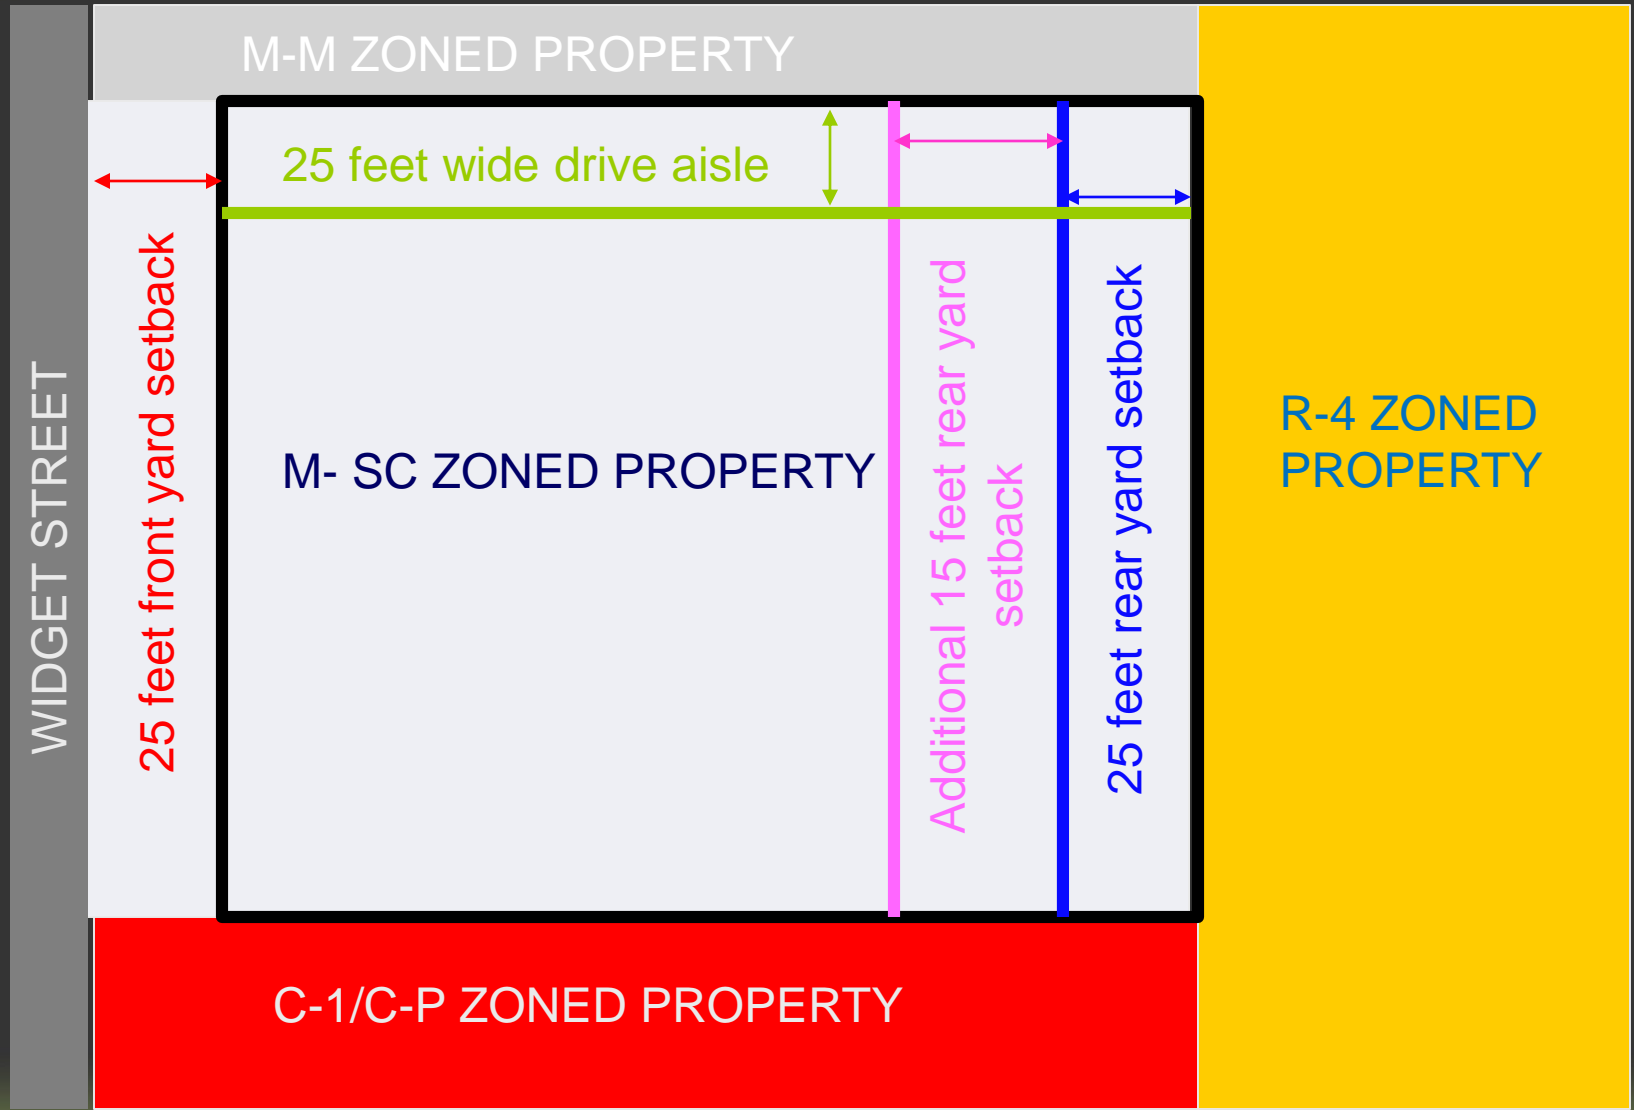 M-M ZONED PROPERTY
25 feet wide drive aisle
WIDGET STREET
25 feet front yard setback
M- SC ZONED PROPERTY
Additional 15 feet rear yard
setback
25 feet rear yard setback
R-4 ZONED
PROPERTY
C-1/C-P ZONED PROPERTY